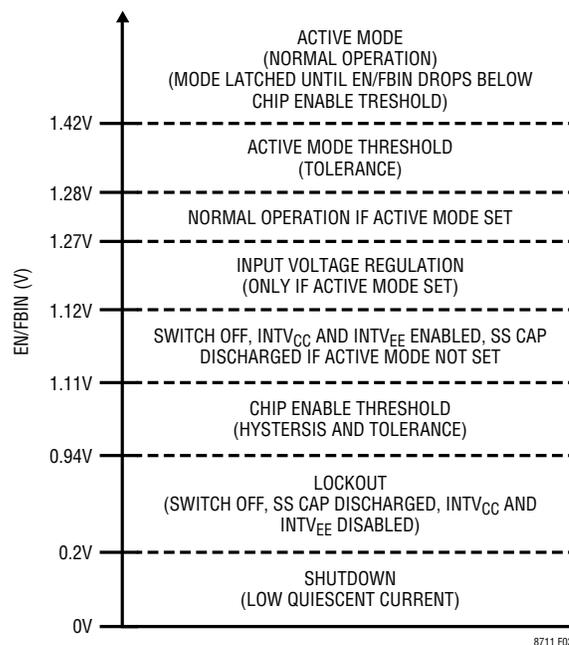 ACTIVE MODE
(NORMAL OPERATION)
(MODE LATCHED UNTIL EN/FBIN DROPS BELOW
CHIP ENABLE TRESHOLD)
1.42V
ACTIVE MODE THRESHOLD
(TOLERANCE)
1.28V
NORMAL OPERATION IF ACTIVE MODE SET
1.27V
INPUT VOLTAGE REGULATION
(ONLY IF ACTIVE MODE SET)
EN/FBIN (V)
1.12V
SWITCH OFF, INTVCC AND INTVEE ENABLED, SS CAP
DISCHARGED IF ACTIVE MODE NOT SET
1.11V
CHIP ENABLE THRESHOLD
(HYSTERSIS AND TOLERANCE)
0.94V
LOCKOUT
(SWITCH OFF, SS CAP DISCHARGED, INTVCC AND
INTVEE DISABLED)
0.2V
SHUTDOWN
(LOW QUIESCENT CURRENT)
0V
8711